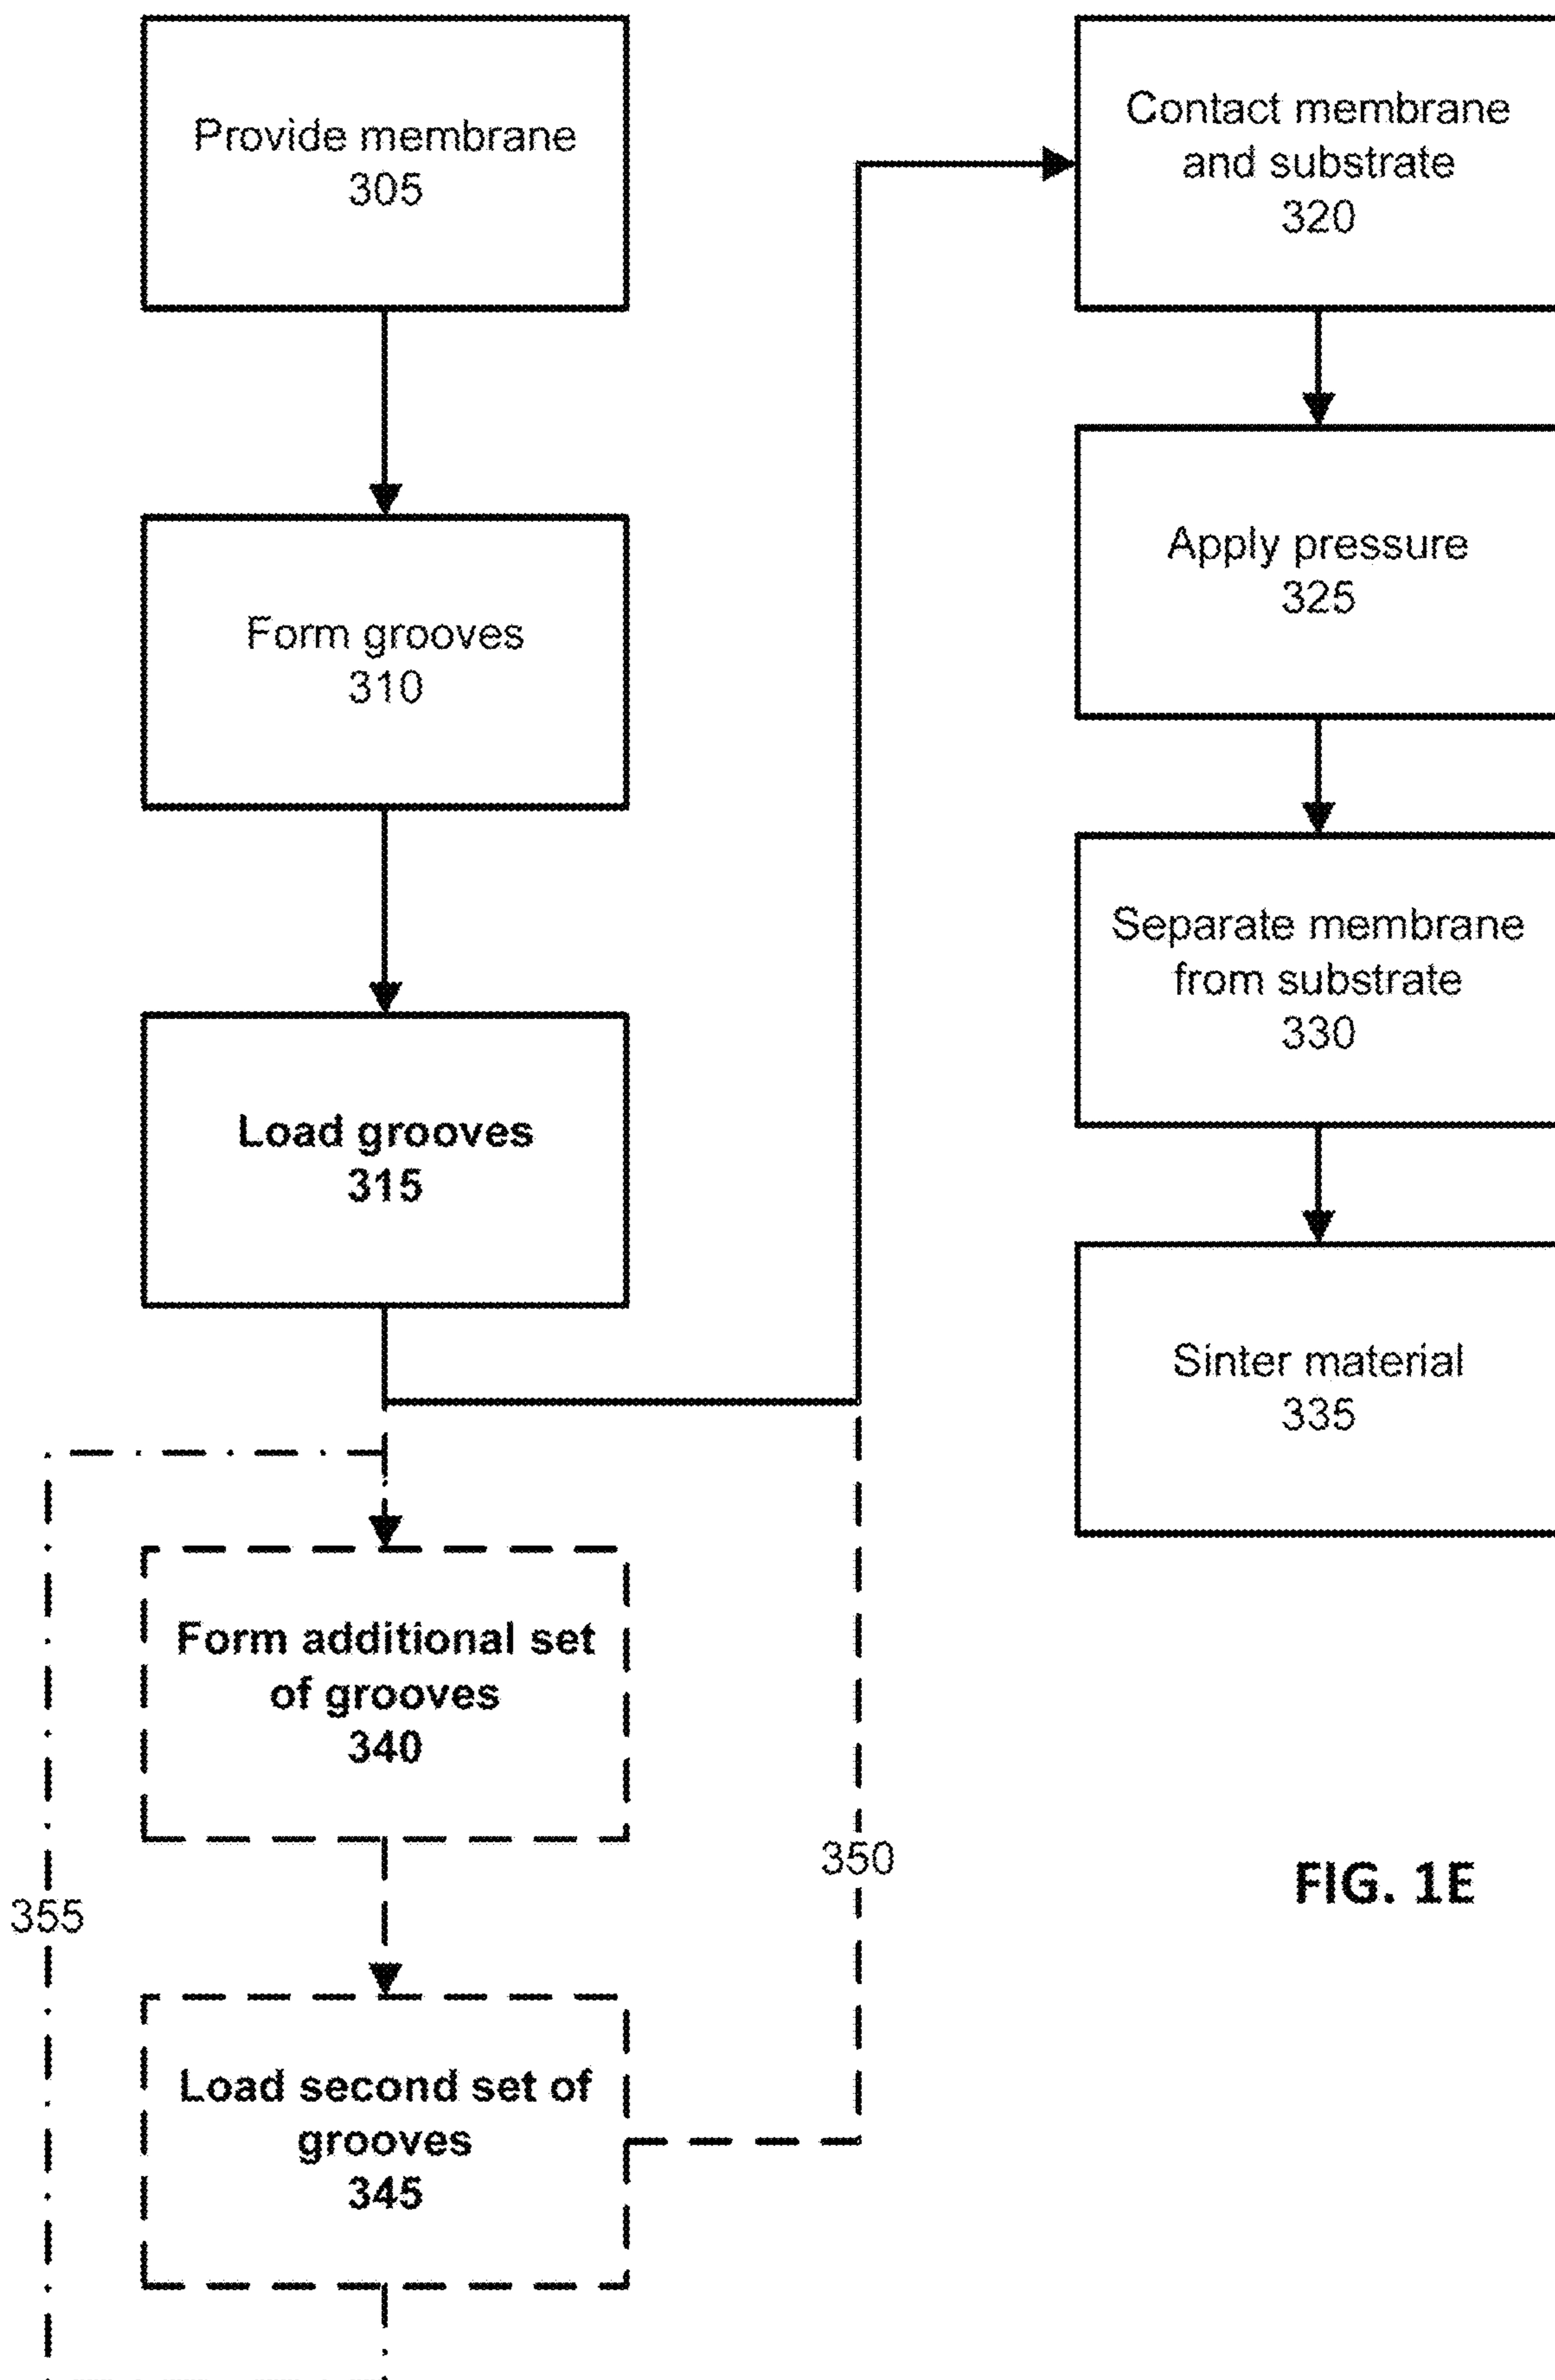 Provide membrane
305
Form grooves
310
Load grooves
315
Form additional set
of grooves
340
Load second set of
grooves
345
355
350
Contact membrane
and substrate
320
Apply pressure
325
Separate membrane
from substrate
330
Sinter material
335
FIG. 1E